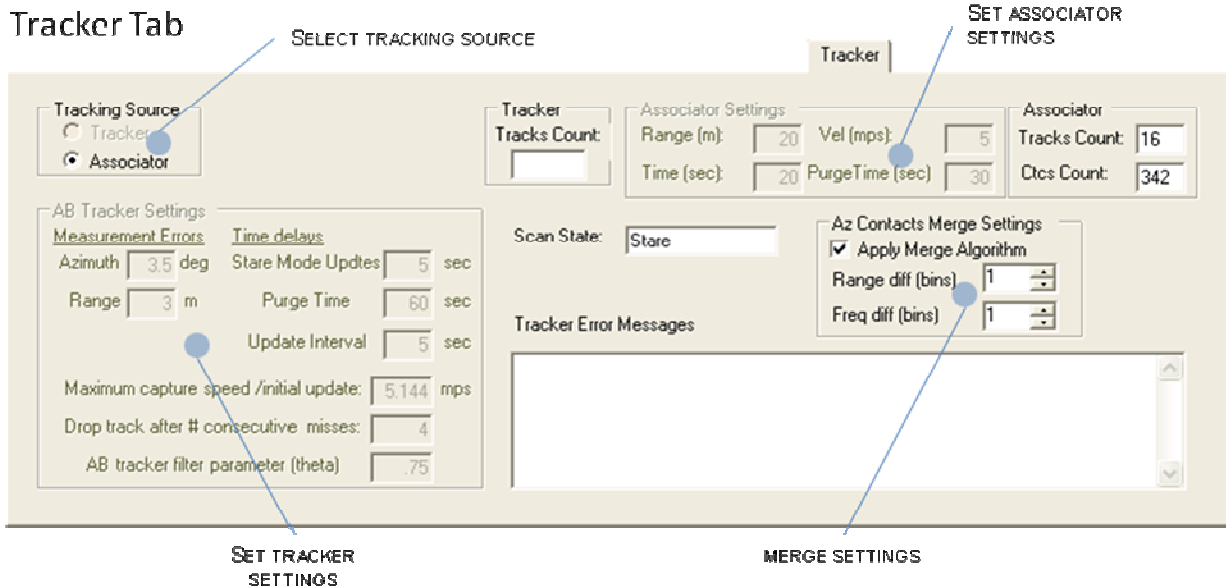 Tracker Tab
SELECT TRACKING SOURCE
SET ASSOCIATOR
SETTINGS
Tracker
Tracking Source
Tracker
Associator
Tracker
Tracks Count:
Associator Settings
Range (m): 20 Vel (mps): 5
Time (sec): 20 PurgeTime (sec) 30
Associator
Tracks Count: 16
Ctcs Count: 342
AB Tracker Settings
Measurement Errors Time delays
Azimuth 3.5 deg Stare Mode Updtes 5 sec
Range 3 m Purge Time 60 sec
Update Interval 5 sec
Maximum capture speed /initial update: 5.144 mps
Drop track after # consecutive misses: 4
AB tracker filter parameter (theta) .75
Scan State: Stare
Az Contacts Merge Settings
Apply Merge Algorithm
Range diff (bins) 1
Freq diff (bins) 1
Tracker Error Messages
SET TRACKER
SETTINGS
MERGE SETTINGS